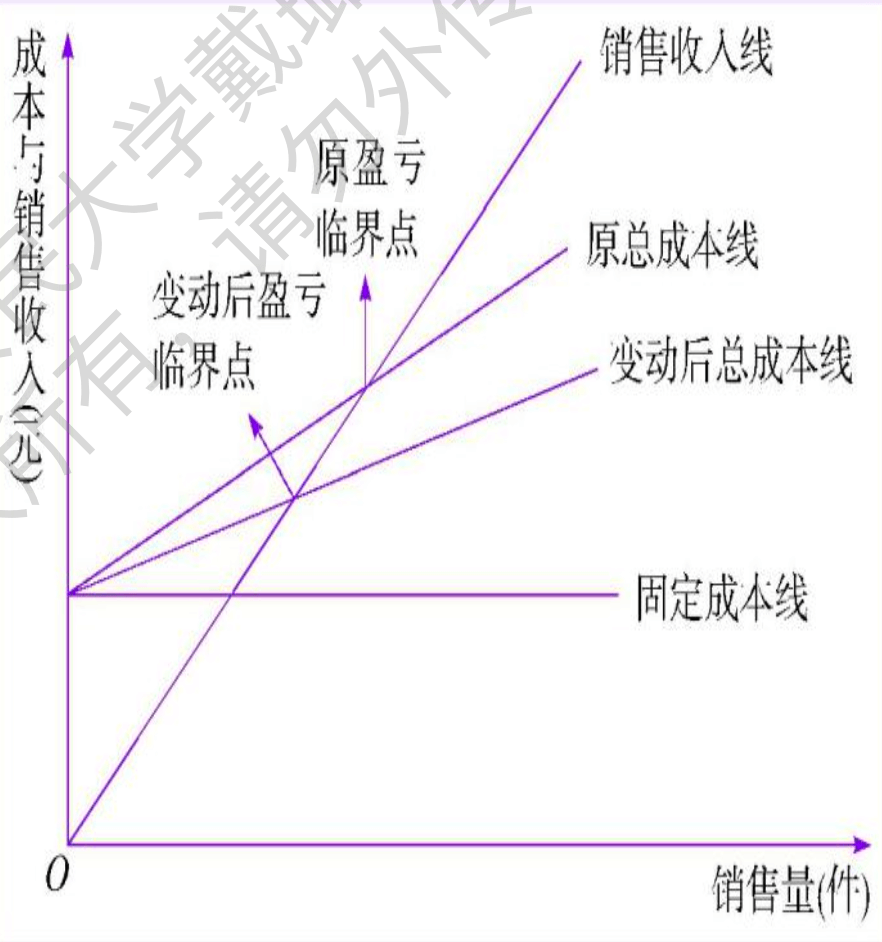 成本与销售收入(元)
销售收入线
原盈亏
临界点
原总成本线
变动后盈亏
临界点
变动后总成本线
固定成本线
O
销售量(件)
民大学戴
所有,请勿外传